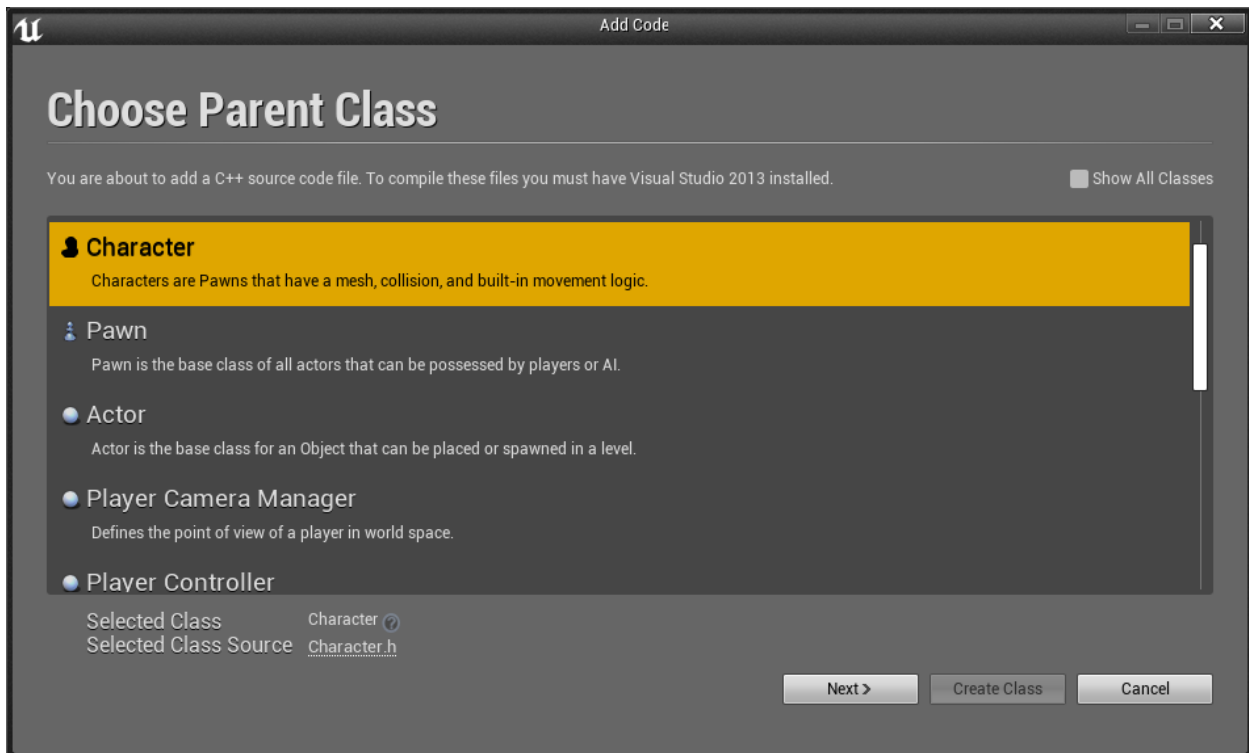 Add Code
Choose Parent Class
You are about to add a C++ source code file. To compile these files you must have Visual Studio 2013 installed.
Show All Classes
Character
Characters are Pawns that have a mesh, collision, and built-in movement logic.
Pawn
Pawn is the base class of all actors that can be possessed by players or AI.
Actor
Actor is the base class for an Object that can be placed or spawned in a level.
Player Camera Manager
Defines the point of view of a player in world space.
Player Controller
Selected Class Character ?
Selected Class Source Character.h
Next >
Create Class
Cancel